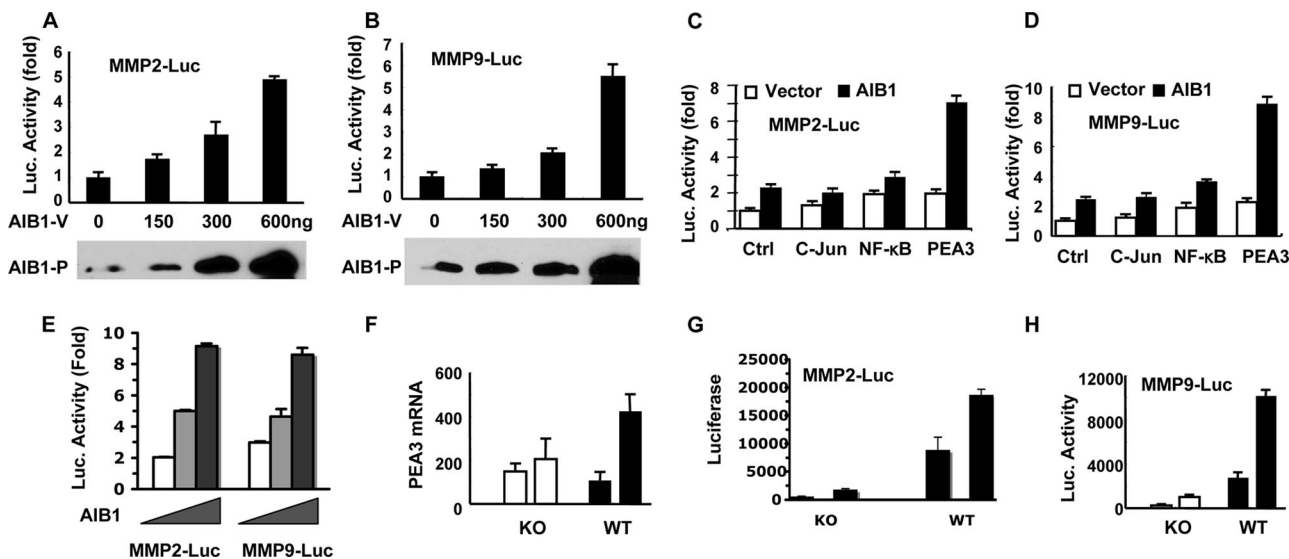 A
Luc. Activity (fold)
6
5
4
3
2
1
0
MMP2-Luc
AIB1-V 0 150 300 600ng
AIB1-P
B
Luc. Activity (fold)
7
6
5
4
3
2
1
0
MMP9-Luc
AIB1-V 0 150 300 600ng
AIB1-P
C
Luc. Activity (fold)
8
6
4
2
0
Vector AIB1
MMP2-Luc
Ctrl C-Jun NF-κB PEA3
D
Luc. Activity (fold)
10
8
6
4
2
0
Vector AIB1
MMP9-Luc
Ctrl C-Jun NF-κB PEA3
E
Luc. Activity (Fold)
10
8
6
4
2
0
AIB1
MMP2-Luc MMP9-Luc
F
PEA3 mRNA
600
400
200
0
KO WT
G
Luciferase
25000
20000
15000
10000
5000
0
MMP2-Luc
KO WT
H
Luc. Activity
12000
8000
4000
0
MMP9-Luc
KO WT